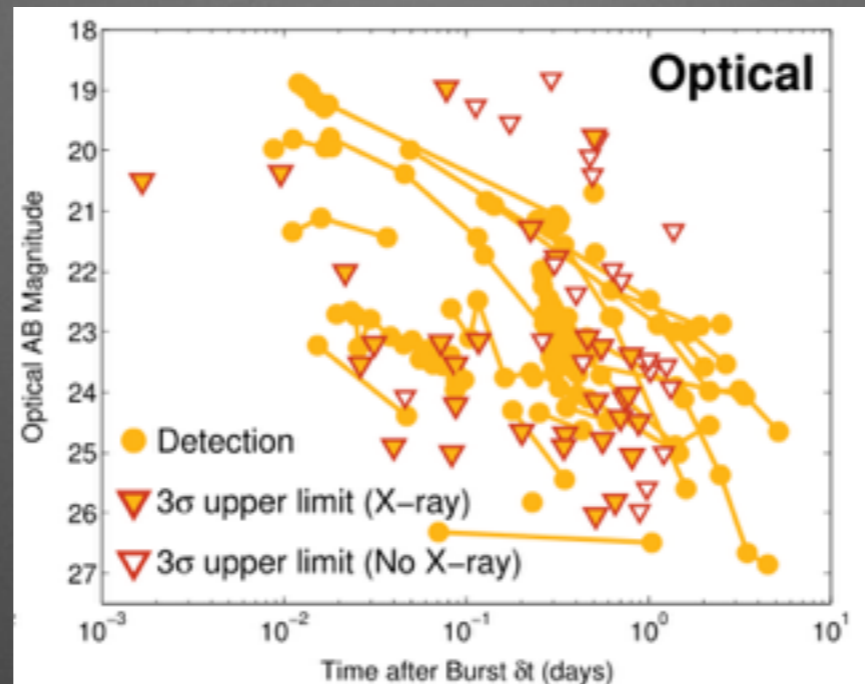 Optical
Optical AB Magnitude
18
19
20
21
22
23
24
25
26
27
Detection
3σ upper limit (X−ray)
3σ upper limit (No X−ray)
10⁻³
10⁻²
10⁻¹
10⁰
10¹
Time after Burst δt (days)